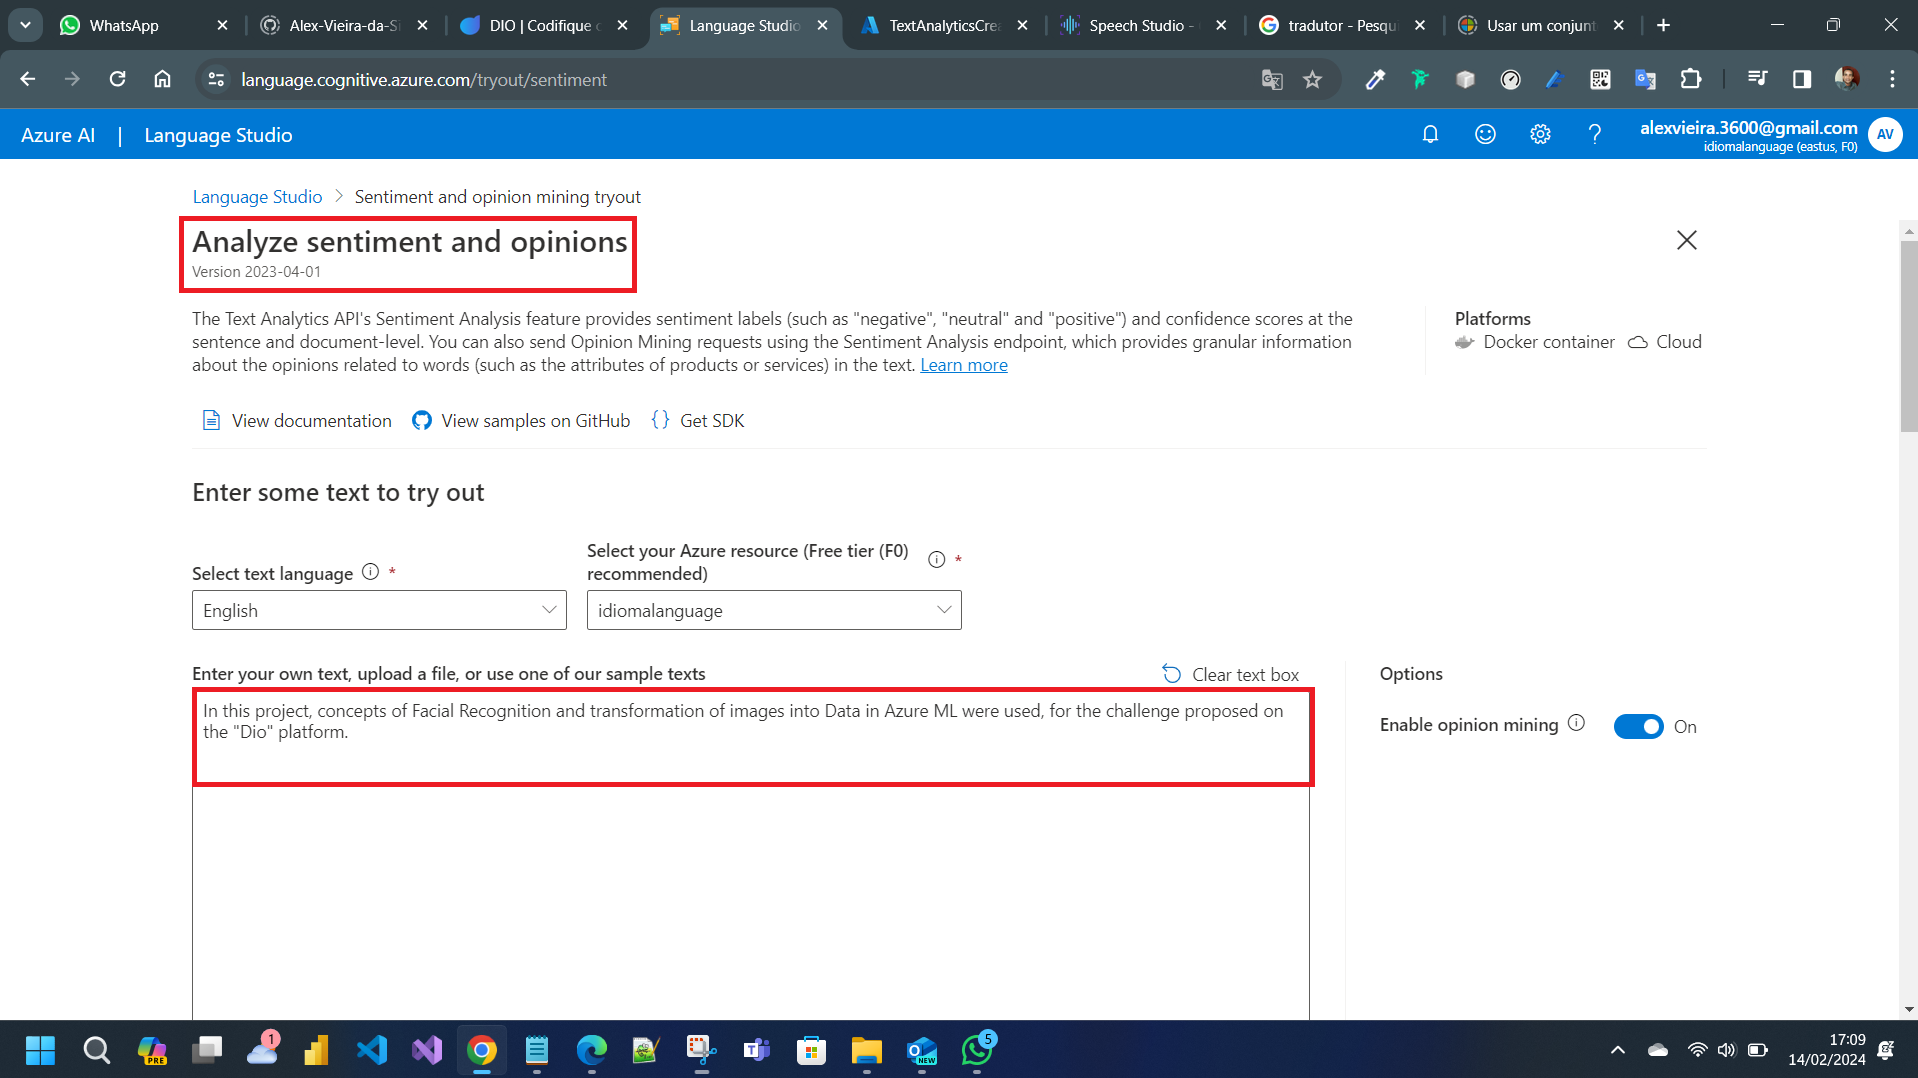 WhatsApp
Alex-Vieira-da-Si
DIO | Codifique o
Language Studio
TextAnalyticsCrea
Speech Studio -
tradutor - Pesqu
Usar um conjunt
language.cognitive.azure.com/tryout/sentiment
Azure AI | Language Studio
alexvieira.3600@gmail.com
idiomalanguage (eastus, F0)
AV
Language Studio > Sentiment and opinion mining tryout
Analyze sentiment and opinions
Version 2023-04-01
The Text Analytics API's Sentiment Analysis feature provides sentiment labels (such as "negative", "neutral" and "positive") and confidence scores at the
sentence and document-level. You can also send Opinion Mining requests using the Sentiment Analysis endpoint, which provides granular information
about the opinions related to words (such as the attributes of products or services) in the text. Learn more
Platforms
Docker container Cloud
View documentation View samples on GitHub Get SDK
Enter some text to try out
Select text language *
English
Select your Azure resource (Free tier (F0)
recommended) *
idiomalanguage
Enter your own text, upload a file, or use one of our sample texts
Clear text box
In this project, concepts of Facial Recognition and transformation of images into Data in Azure ML were used, for the challenge proposed on
the "Dio" platform.
Options
Enable opinion mining On
PRE
1
NEW
5
17:09
14/02/2024